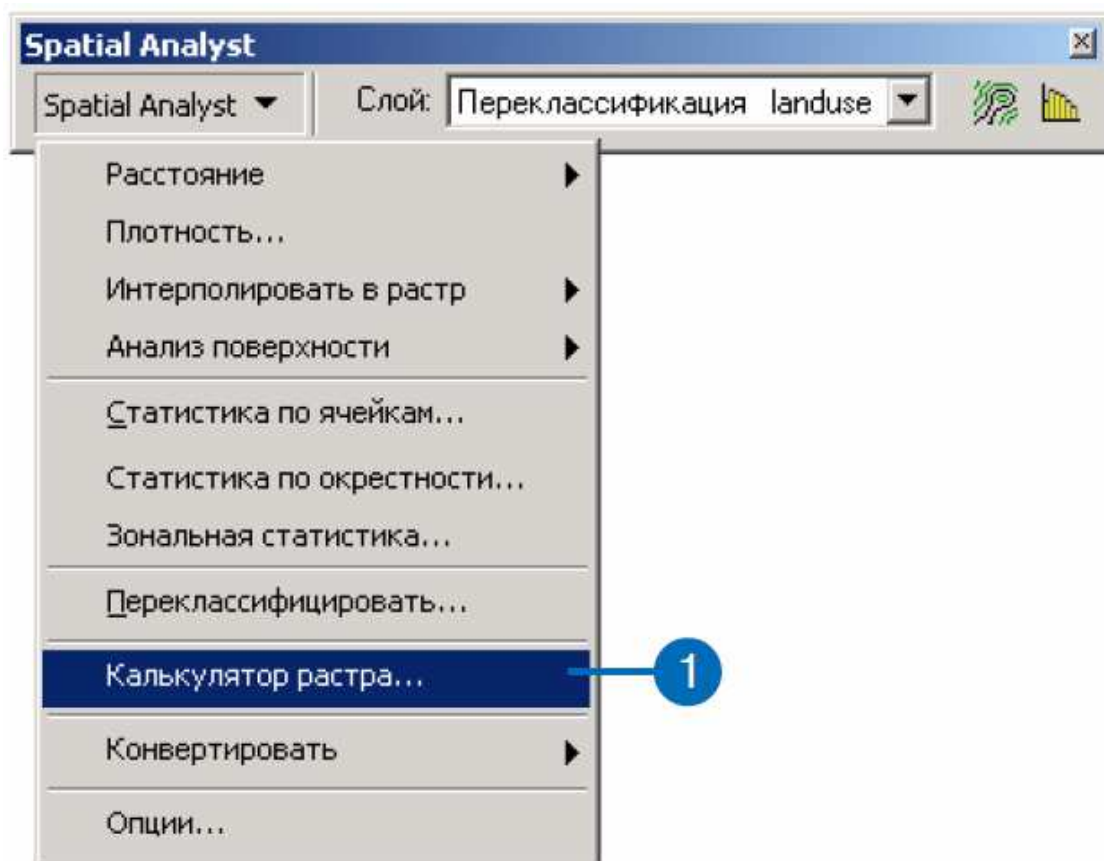 Spatial Analyst
Spatial Analyst Слой: Переклассификация landuse
Расстояние
Плотность...
Интерполировать в растр
Анализ поверхности
Статистика по ячейкам...
Статистика по окрестности...
Зональная статистика...
Переклассифицировать...
Калькулятор растра...
1
Конвертировать
Опции...